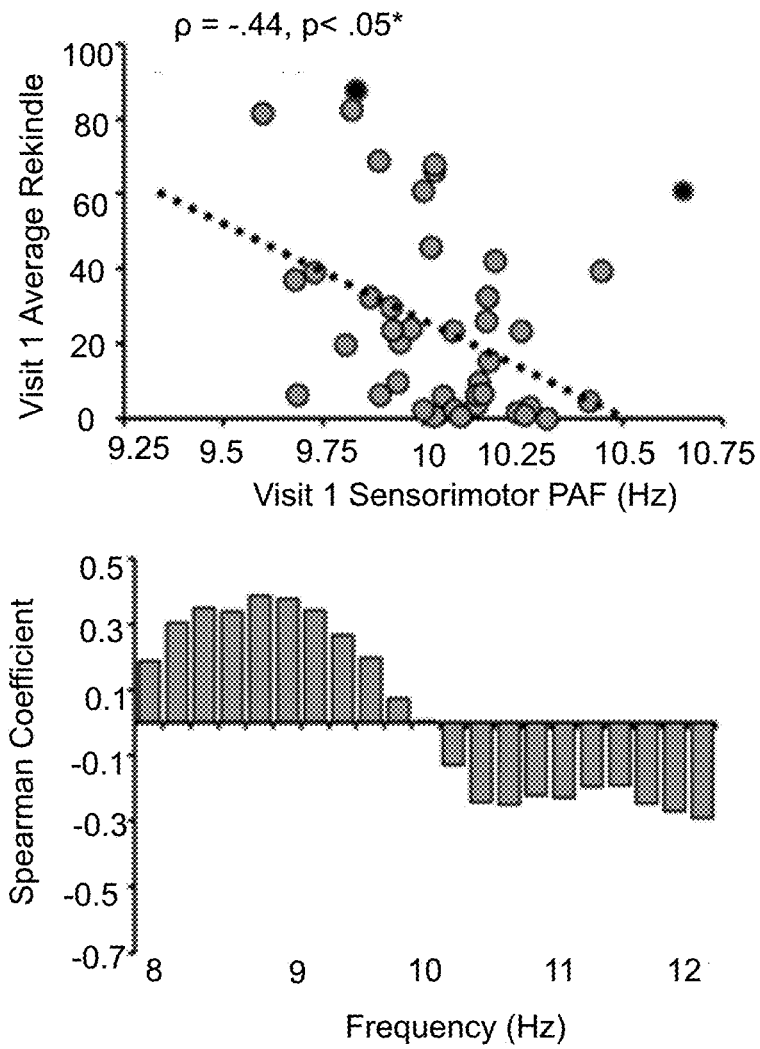 ρ = -.44, p< .05*
100
80
60
40
20
0
Visit 1 Average Rekindle
9.25 9.5 9.75 10 10.25 10.5 10.75
Visit 1 Sensorimotor PAF (Hz)
0.5
0.3
0.1
-0.1
-0.3
-0.5
-0.7
Spearman Coefficient
8 9 10 11 12
Frequency (Hz)